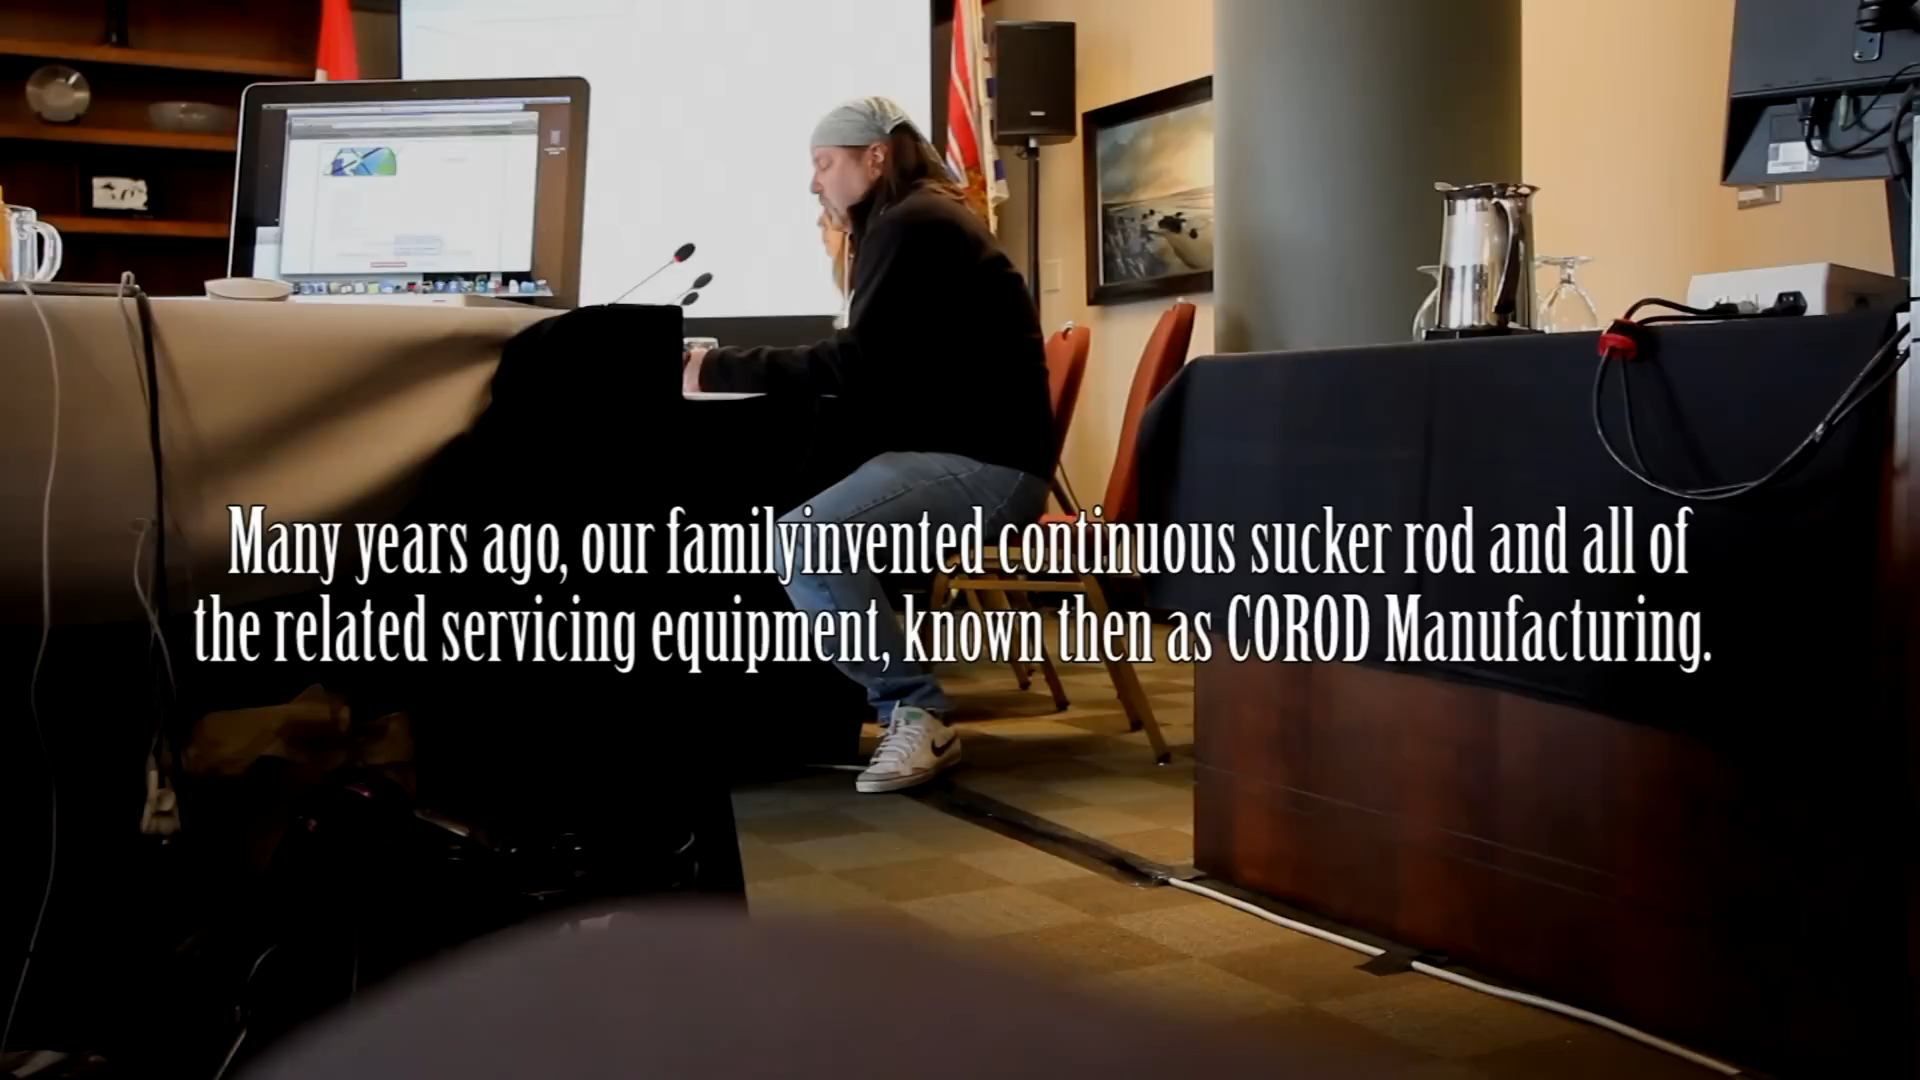 Many years ago, our familyinvented continuous sucker rod and all of
the related servicing equipment, known then as COROD Manufacturing.